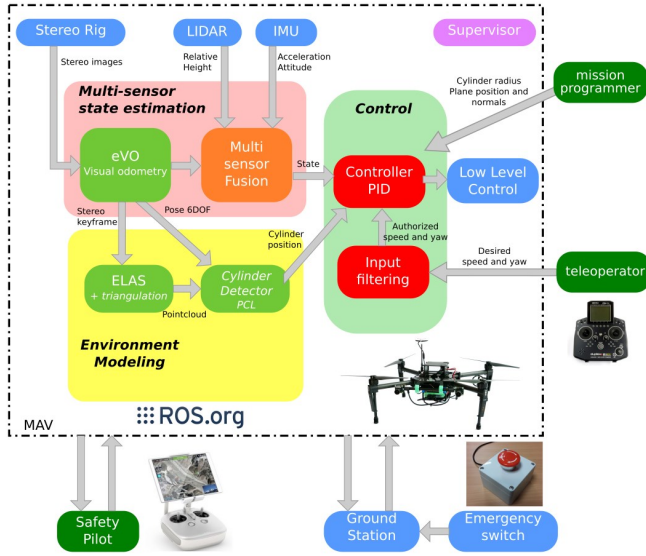 Stereo Rig
LIDAR
IMU
Supervisor
Stereo images
Relative
Height
Acceleration
Attitude
Cylinder radius
Plane position and
normals
mission
programmer
Multi-sensor
state estimation
Control
eVO
Visual odometry
Multi
sensor
Fusion
State
Controller
PID
Low Level
Control
Stereo
keyframe
Pose 6DOF
Cylinder
position
Authorized
speed and yaw
Desired
speed and yaw
ELAS
+ triangulation
Pointcloud
Cylinder
Detector
PCL
Input
filtering
teleoperator
Environment
Modeling
ROS.org
MAV
Safety
Pilot
Ground
Station
Emergency
switch